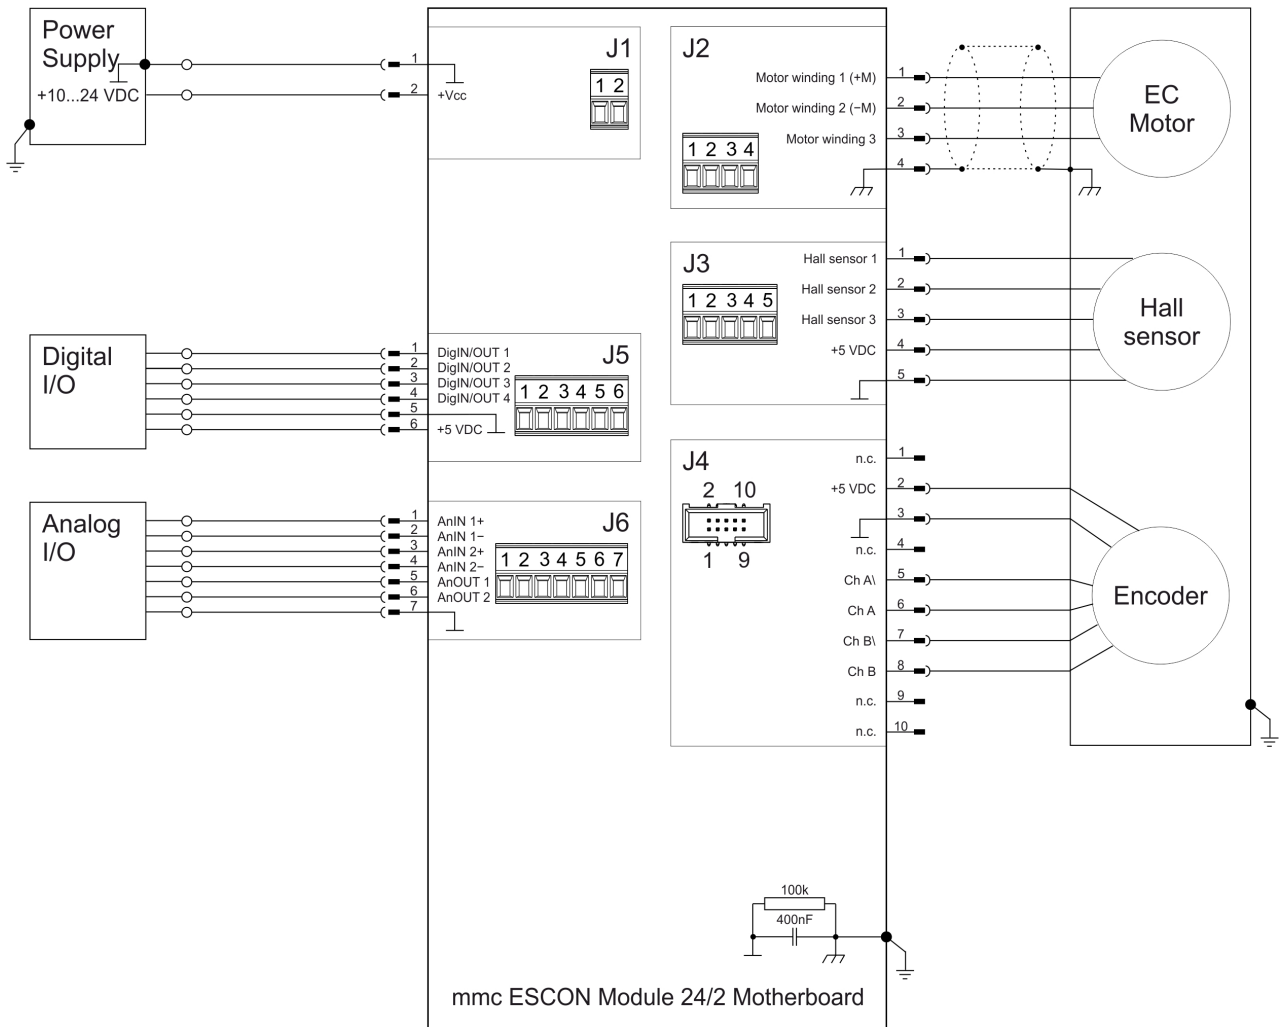 Power
Supply
+10...24 VDC
1
2
+Vcc
J1
1 2
J2
1 2 3 4
Motor winding 1 (+M)
Motor winding 2 (−M)
Motor winding 3
1
2
3
4
EC
Motor
J3
1 2 3 4 5
Hall sensor 1
Hall sensor 2
Hall sensor 3
+5 VDC
1
2
3
4
5
Hall
sensor
Digital
I/O
1
2
3
4
5
6
DigIN/OUT 1
DigIN/OUT 2
DigIN/OUT 3
DigIN/OUT 4
+5 VDC
J5
1 2 3 4 5 6
Analog
I/O
1
2
3
4
5
6
7
AnIN 1+
AnIN 1−
AnIN 2+
AnIN 2−
AnOUT 1
AnOUT 2
J6
1 2 3 4 5 6 7
J4
2 10
1 9
n.c.
+5 VDC
n.c.
Ch A\
Ch A
Ch B\
Ch B
n.c.
n.c.
1
2
3
4
5
6
7
8
9
10
Encoder
100k
400nF
mmc ESCON Module 24/2 Motherboard